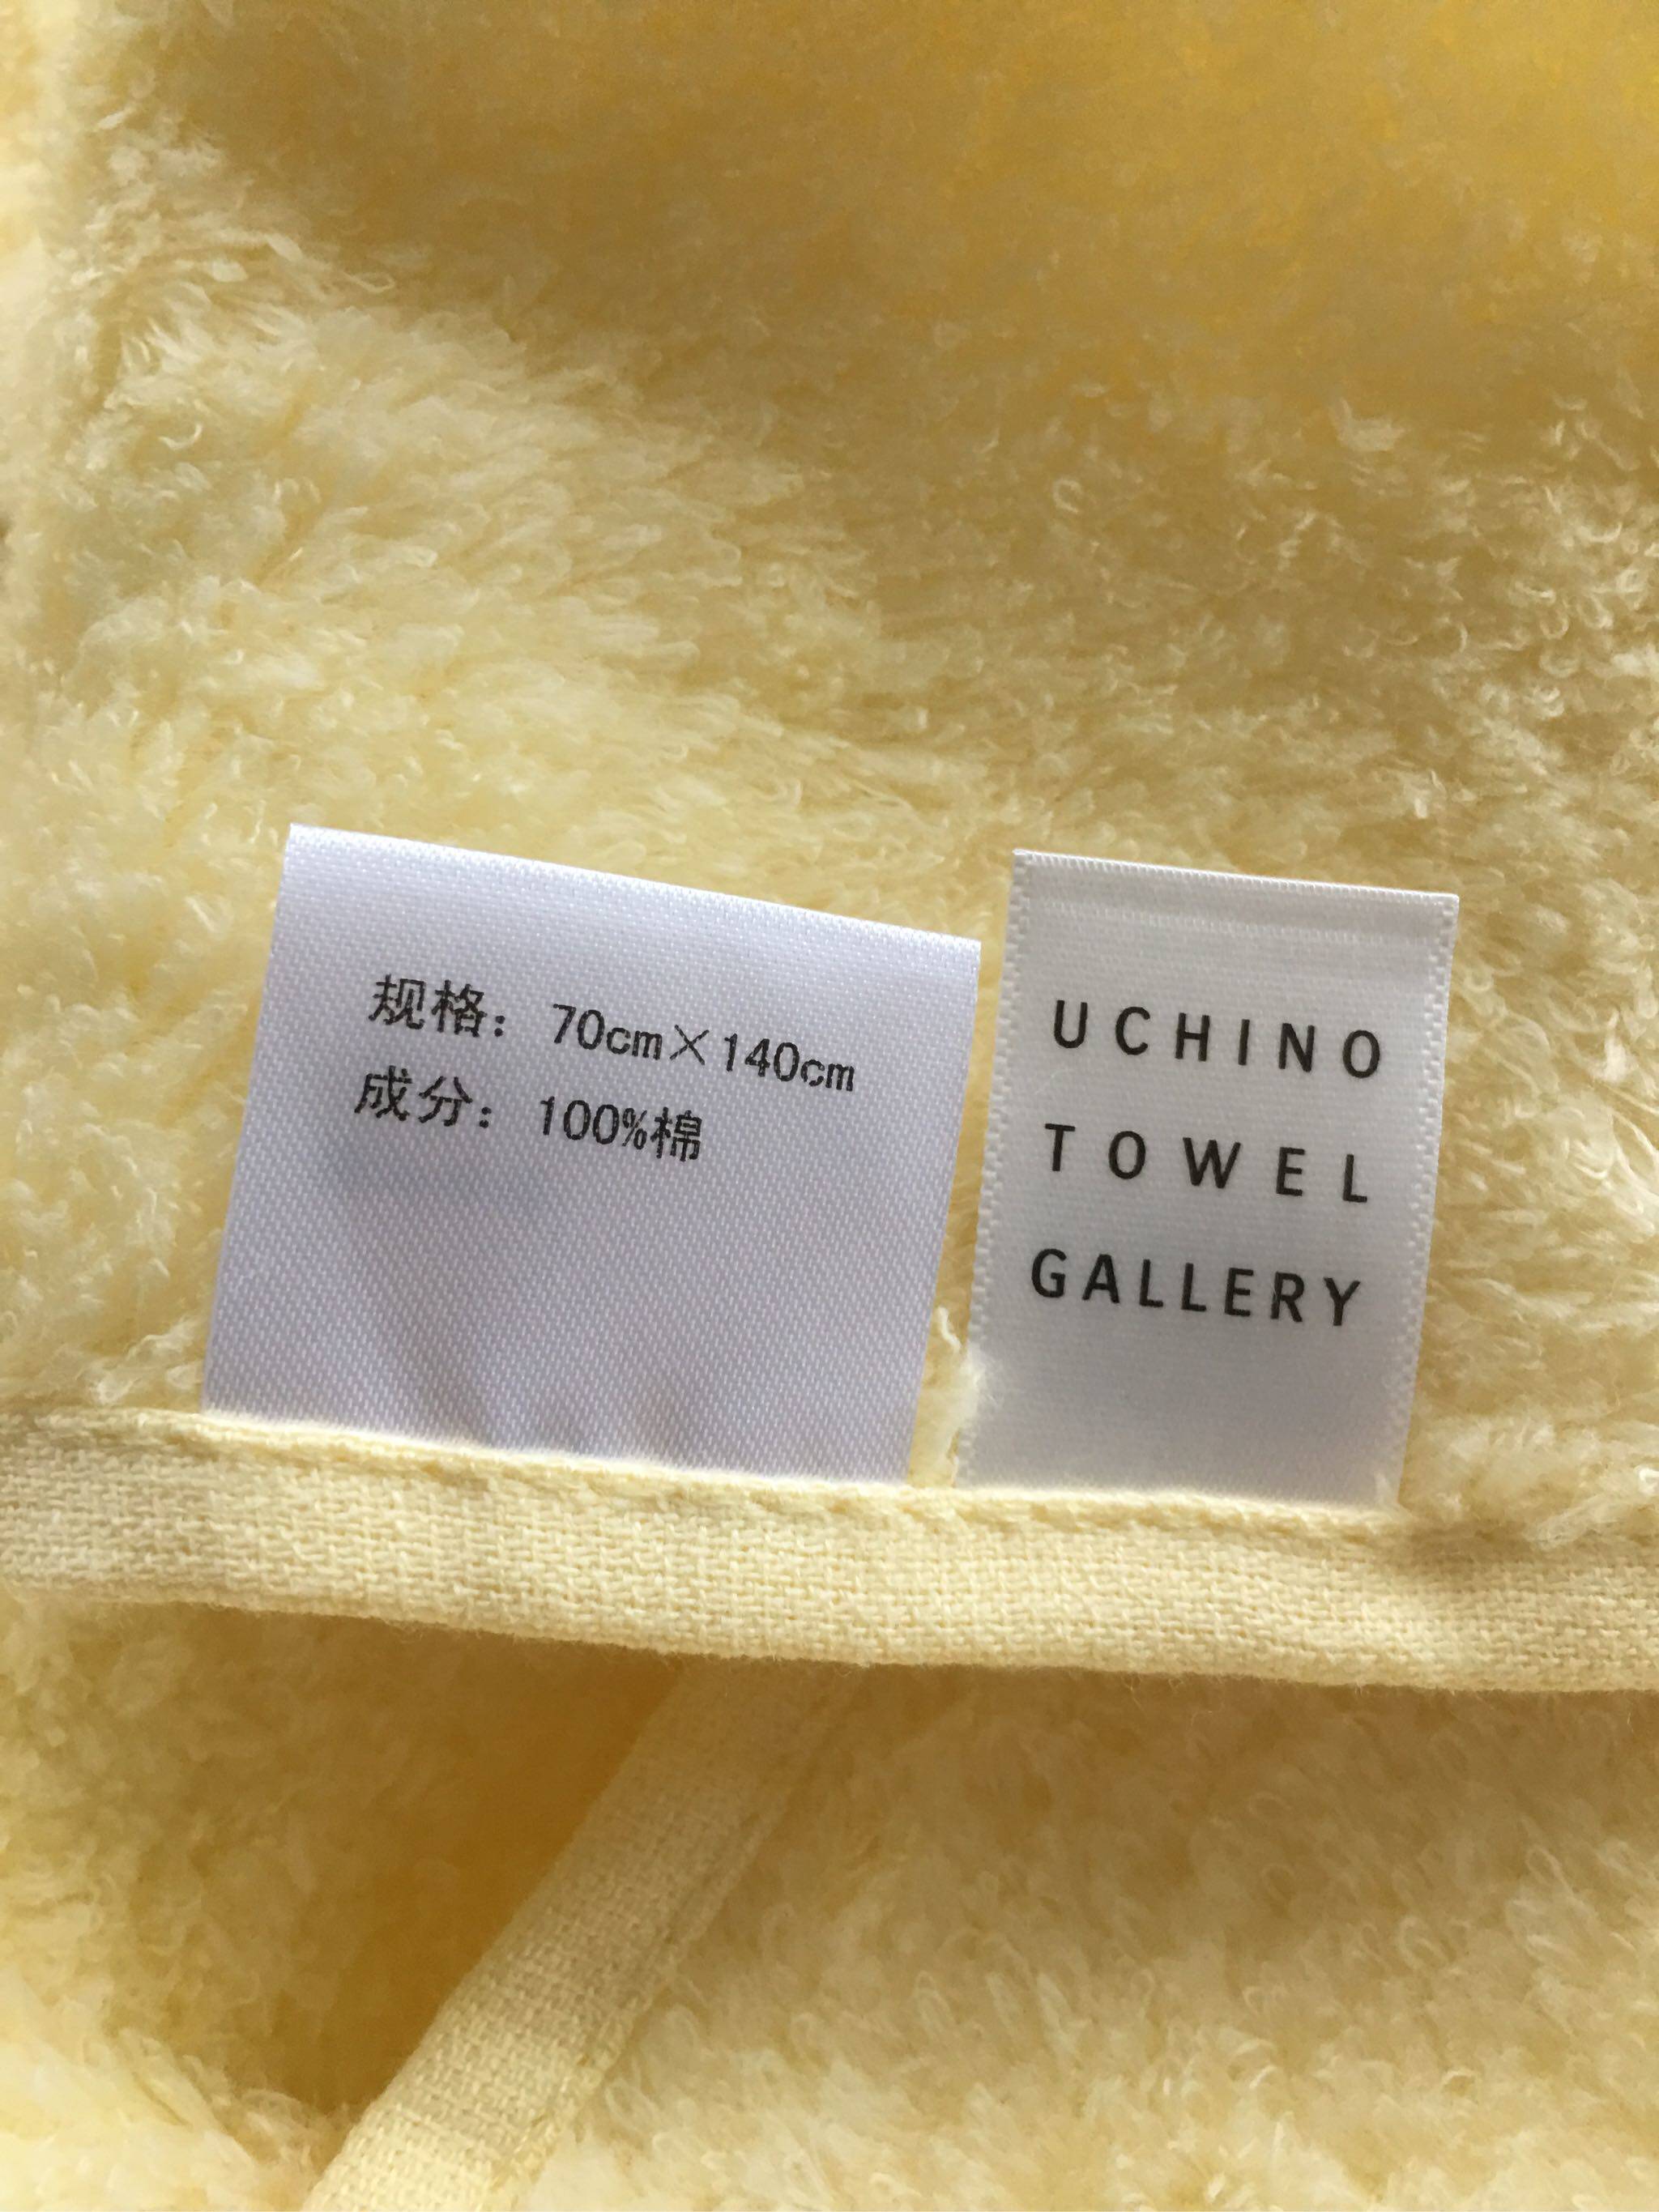 规格：70cm×140cm
成分：100%棉
UCHINO
TOWEL
GALLERY